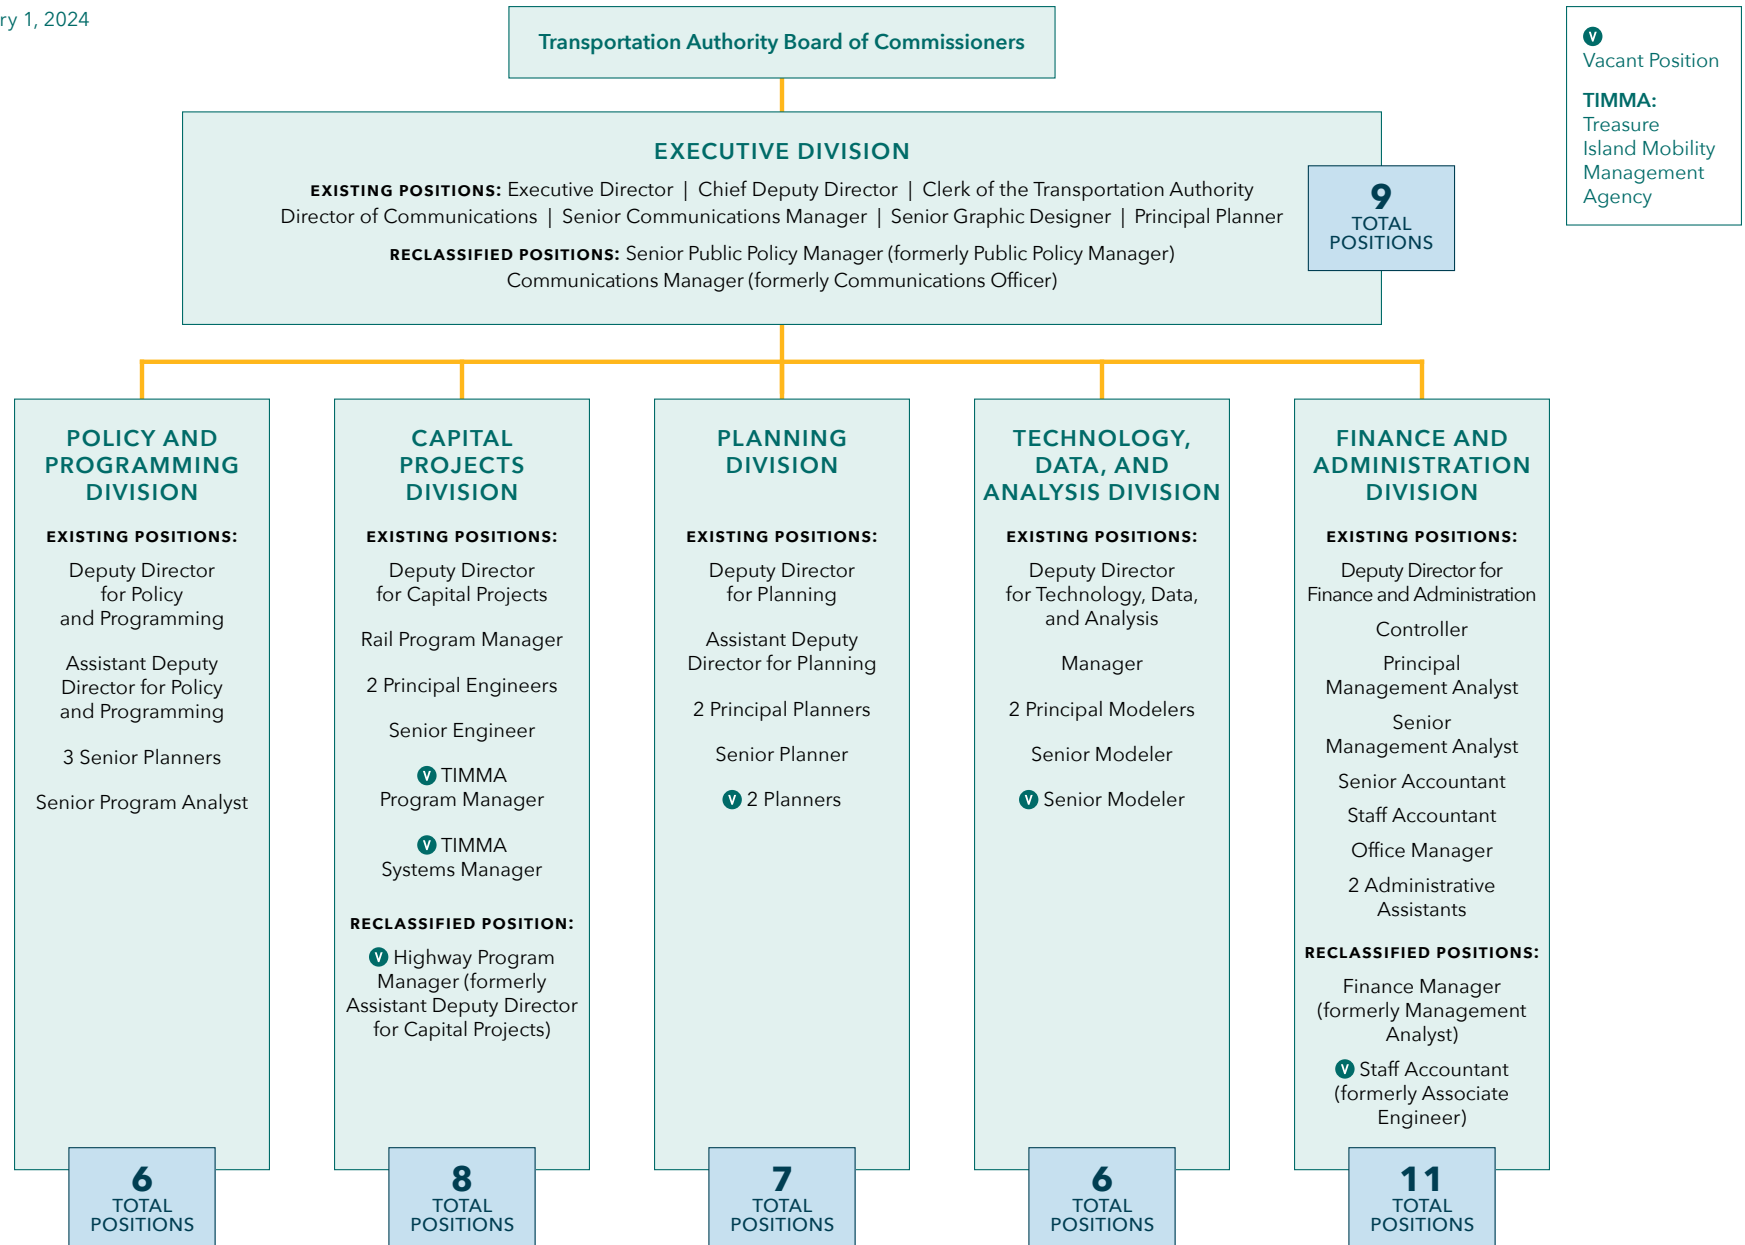 ry 1, 2024
Transportation Authority Board of Commissioners
V
Vacant Position
TIMMA:
Treasure
Island Mobility
Management
Agency
EXECUTIVE DIVISION
EXISTING POSITIONS: Executive Director | Chief Deputy Director | Clerk of the Transportation Authority
Director of Communications | Senior Communications Manager | Senior Graphic Designer | Principal Planner
RECLASSIFIED POSITIONS: Senior Public Policy Manager (formerly Public Policy Manager)
Communications Manager (formerly Communications Officer)
9
TOTAL
POSITIONS
POLICY AND
PROGRAMMING
DIVISION
EXISTING POSITIONS:
Deputy Director
for Policy
and Programming
Assistant Deputy
Director for Policy
and Programming
3 Senior Planners
Senior Program Analyst
6
TOTAL
POSITIONS
CAPITAL
PROJECTS
DIVISION
EXISTING POSITIONS:
Deputy Director
for Capital Projects
Rail Program Manager
2 Principal Engineers
Senior Engineer
V TIMMA
Program Manager
V TIMMA
Systems Manager
RECLASSIFIED POSITION:
V Highway Program
Manager (formerly
Assistant Deputy Director
for Capital Projects)
8
TOTAL
POSITIONS
PLANNING
DIVISION
EXISTING POSITIONS:
Deputy Director
for Planning
Assistant Deputy
Director for Planning
2 Principal Planners
Senior Planner
V 2 Planners
7
TOTAL
POSITIONS
TECHNOLOGY,
DATA, AND
ANALYSIS DIVISION
EXISTING POSITIONS:
Deputy Director
for Technology, Data,
and Analysis
Manager
2 Principal Modelers
Senior Modeler
V Senior Modeler
6
TOTAL
POSITIONS
FINANCE AND
ADMINISTRATION
DIVISION
EXISTING POSITIONS:
Deputy Director for
Finance and Administration
Controller
Principal
Management Analyst
Senior
Management Analyst
Senior Accountant
Staff Accountant
Office Manager
2 Administrative
Assistants
RECLASSIFIED POSITIONS:
Finance Manager
(formerly Management
Analyst)
V Staff Accountant
(formerly Associate
Engineer)
11
TOTAL
POSITIONS